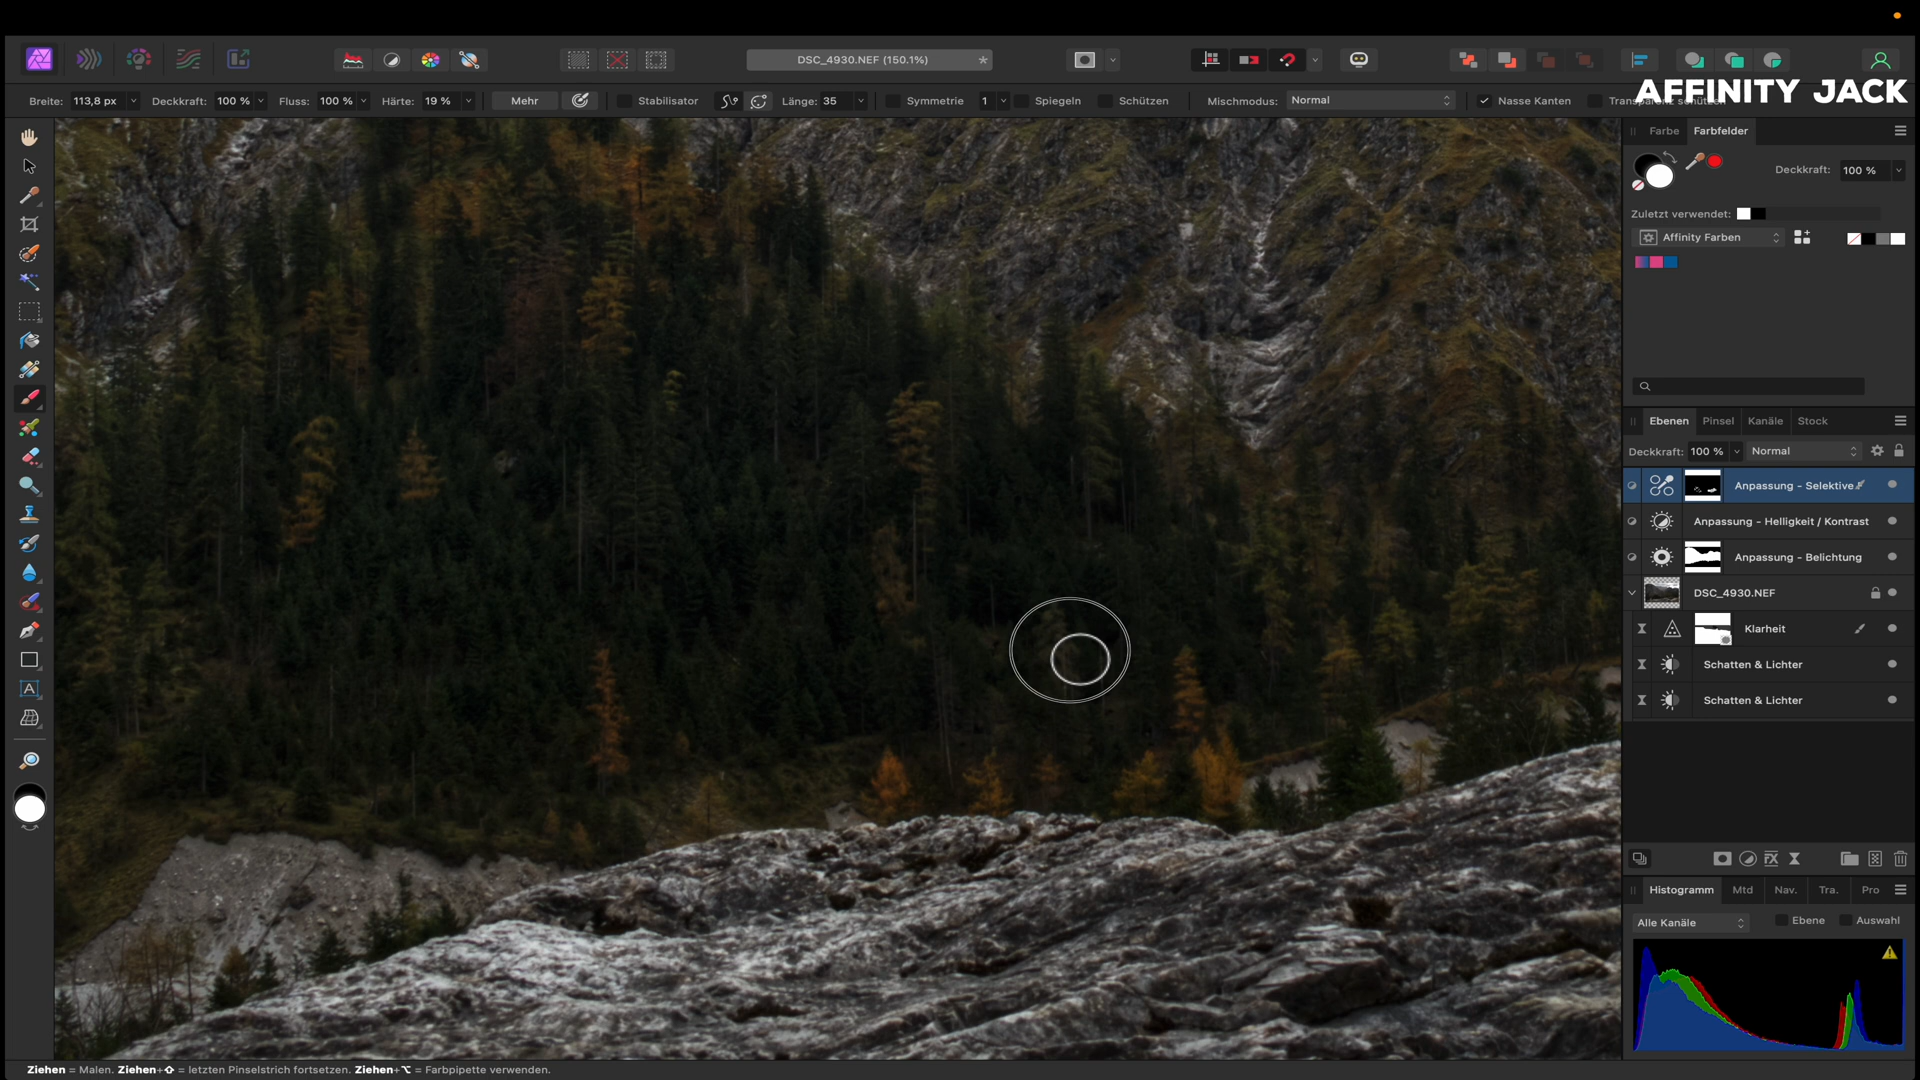 DSC_4930.NEF (150.1%)
AFFINITY JACK
Breite: 113,8 px Deckkraft: 100 % Fluss: 100 % Härte: 19 % Mehr Stabilisator Länge: 35 Symmetrie 1 Spiegeln Schützen Mischmodus: Normal Nasse Kanten Transparenz schützen
Farbe Farbfelder
Deckkraft: 100 %
Zuletzt verwendet:
Affinity Farben
Ebenen Pinsel Kanäle Stock
Deckkraft: 100 % Normal
Anpassung - Selektive
Anpassung - Helligkeit / Kontrast
Anpassung - Belichtung
DSC_4930.NEF
Klarheit
Schatten & Lichter
Schatten & Lichter
Histogramm Mtd Nav. Tra. Pro
Alle Kanäle Ebene Auswahl
Ziehen = Malen. Ziehen+⇧ = letzten Pinselstrich fortsetzen. Ziehen+⌥ = Farbpipette verwenden.